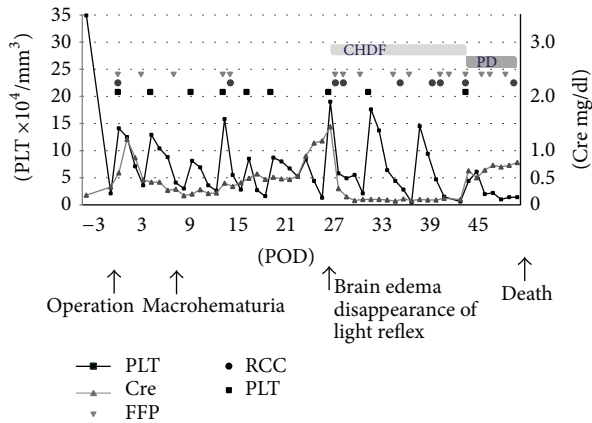 35
30
25
20
15
10
5
0
(PLT ×10⁴/mm³)
3.0
2.0
1.0
0.5
0
(Cre mg/dl)
CHDF
PD
−3 3 9 15 21 27 33 39 45
(POD)
Operation
Macrohematuria
Brain edema
disappearance of
light reflex
Death
PLT
Cre
FFP
RCC
PLT